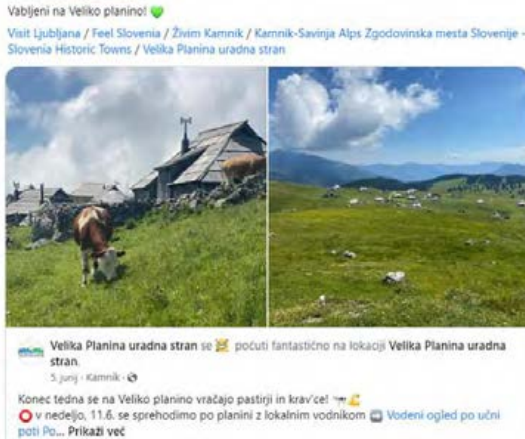 Vabljeni na Veliko planino! 💚
Visit Ljubljana / Feel Slovenia / Živim Kamnik / Kamnik-Savinja Alps Zgodovinska mesta Slovenije -
Slovenia Historic Towns / Velika Planina uradna stran
Velika Planina uradna stran se počuti fantastično na lokaciji Velika Planina uradna
stran.
5. junij · Kamnik ·
Konec tedna se na Veliko planino vračajo pastirji in krav'ce!
⭕ v nedeljo, 11.6. se sprehodimo po planini z lokalnim vodnikom ➡️ Vodeni ogled po učni
poti Po... Prikaži več